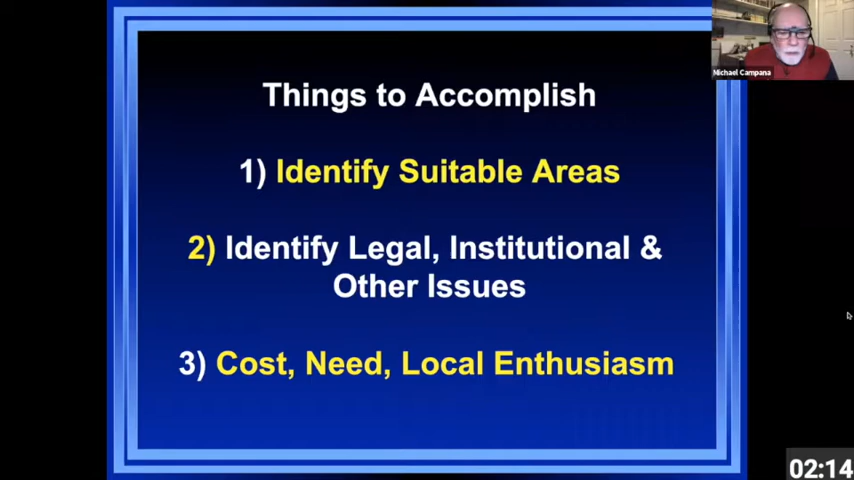 Things to Accomplish
1) Identify Suitable Areas
2) Identify Legal, Institutional &
Other Issues
3) Cost, Need, Local Enthusiasm
Michael Campana
02:14